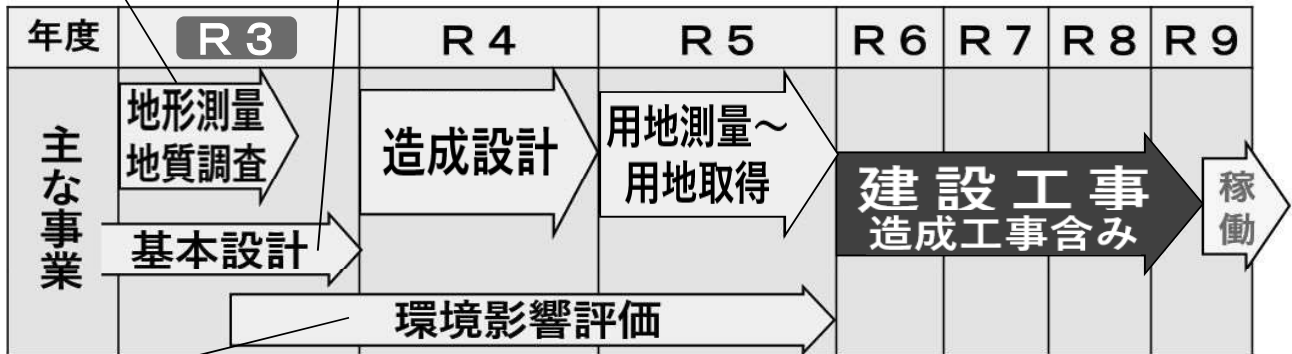 年度 R3 R4 R5 R6 R7 R8 R9
主な事業
地形測量
地質調査
造成設計
用地測量～
用地取得
建設工事
造成工事含み
稼働
基本設計
環境影響評価